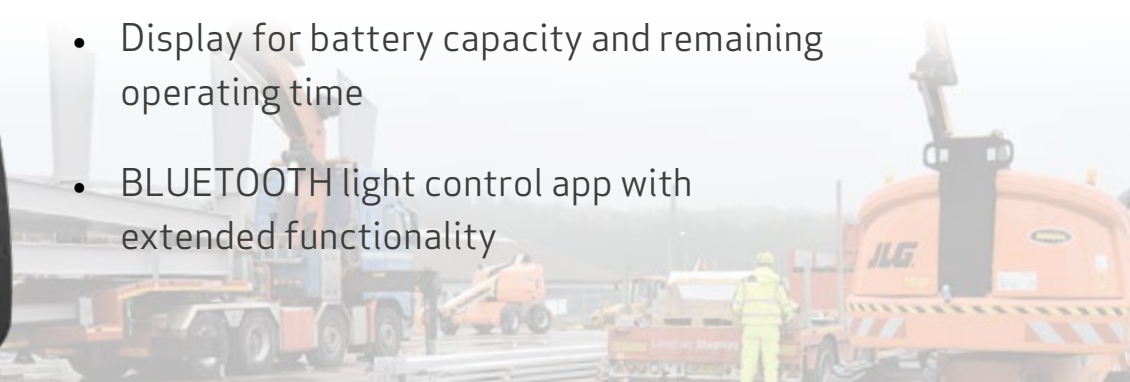 • Display for battery capacity and remaining
operating time
• BLUETOOTH light control app with
extended functionality
JLG